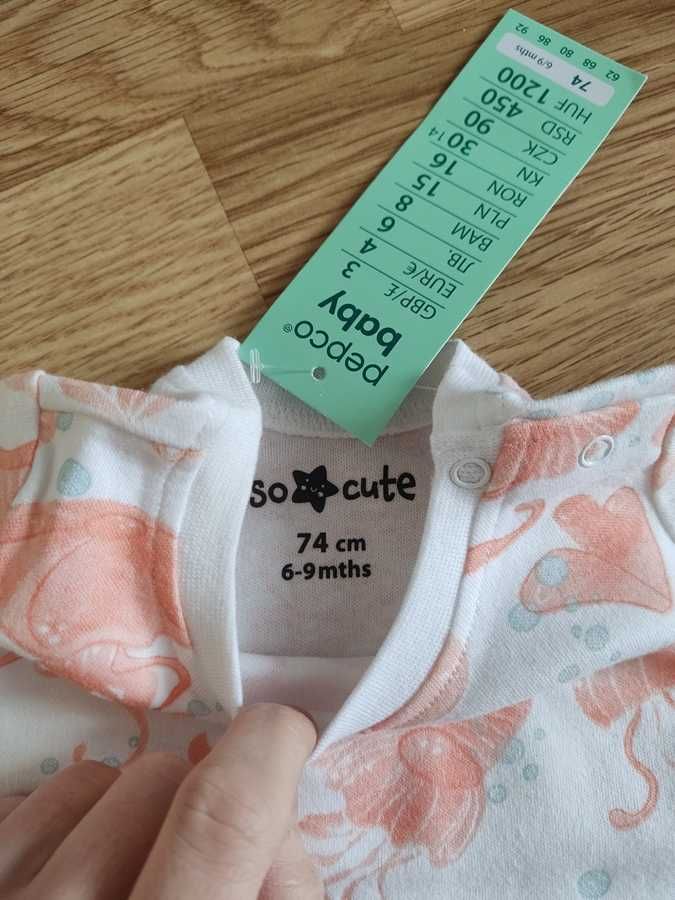 pepco®
baby
GBP/£ 3
EUR/€ 4
ЛВ. 6
BAM 8
PLN 15
RON 16
KN 30 14
CZK 90
RSD 450
HUF 1200
74 6/9 mths
62 68 80 86 92
so cute
74 cm
6-9mths